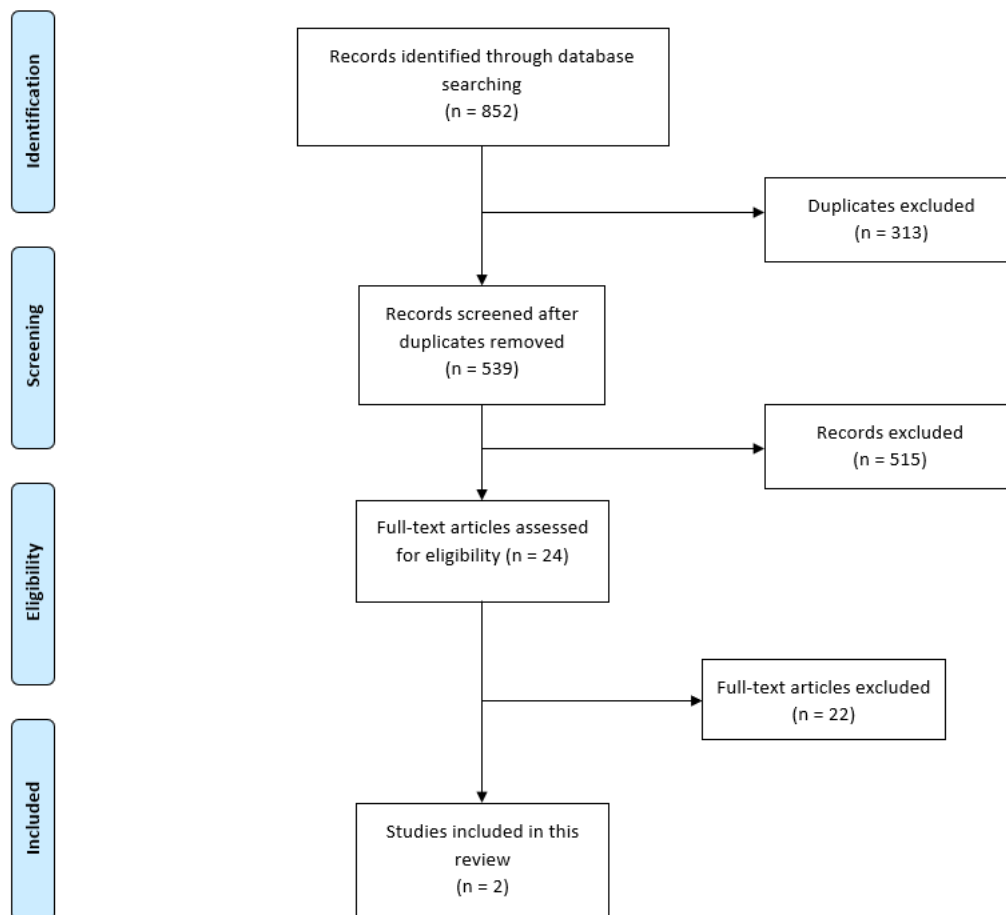 Identification
Records identified through database
searching
(n = 852)
Duplicates excluded
(n = 313)
Screening
Records screened after
duplicates removed
(n = 539)
Records excluded
(n = 515)
Eligibility
Full-text articles assessed
for eligibility (n = 24)
Full-text articles excluded
(n = 22)
Included
Studies included in this
review
(n = 2)